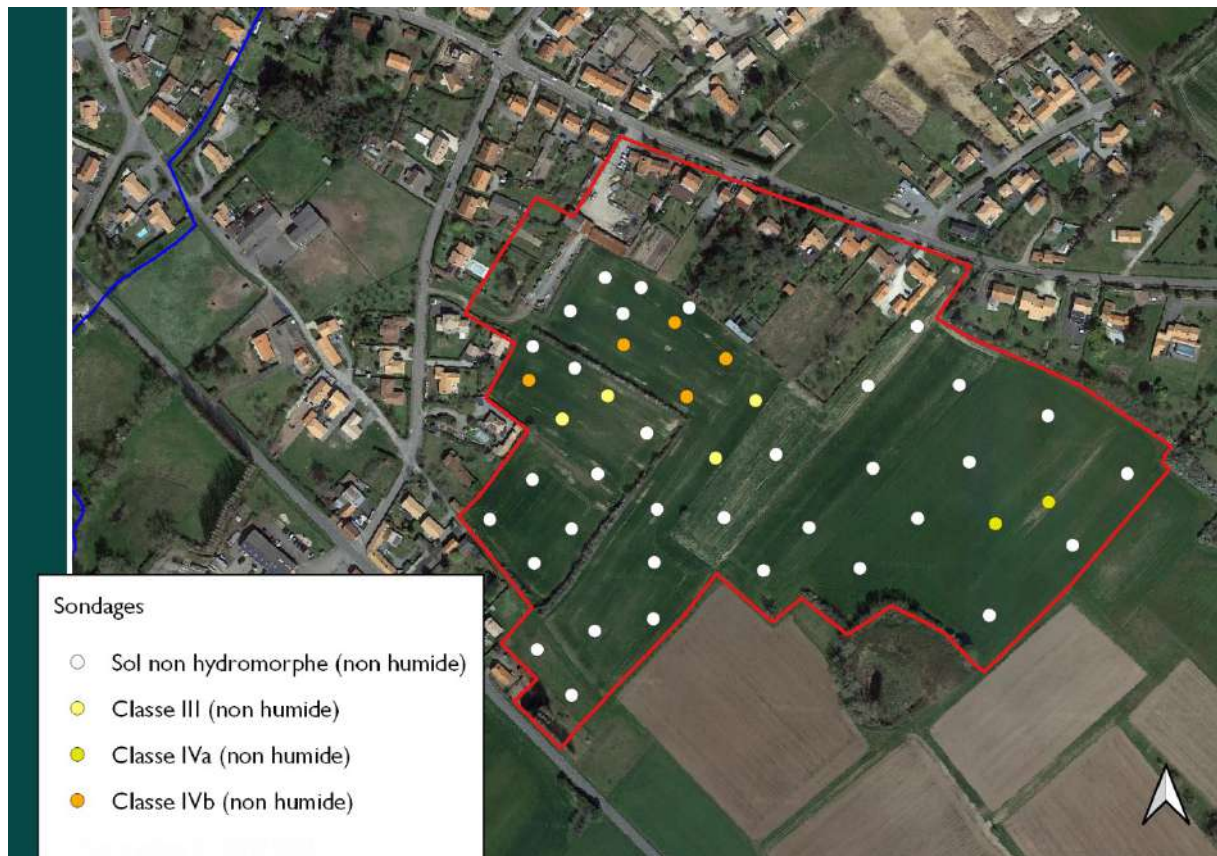 Sondages
Sol non hydromorphe (non humide)
Classe III (non humide)
Classe IVa (non humide)
Classe IVb (non humide)